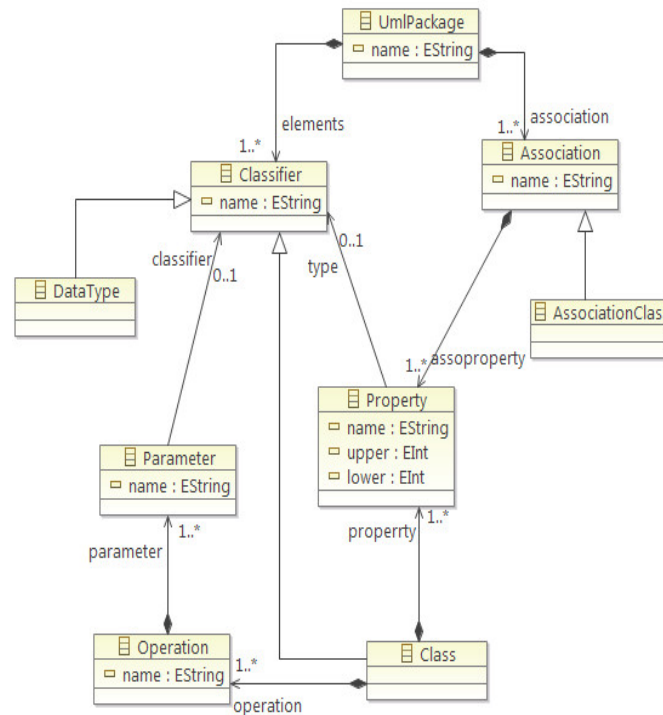 UmlPackage
name : EString
elements
1..*
association
1..*
Classifier
name : EString
Association
name : EString
classifier
0..1
0..1
type
DataType
AssociationClas
1..*
assoproperty
Property
name : EString
upper : EInt
lower : EInt
Parameter
name : EString
1..*
parameter
1..*
properrty
Operation
name : EString
1..*
operation
Class